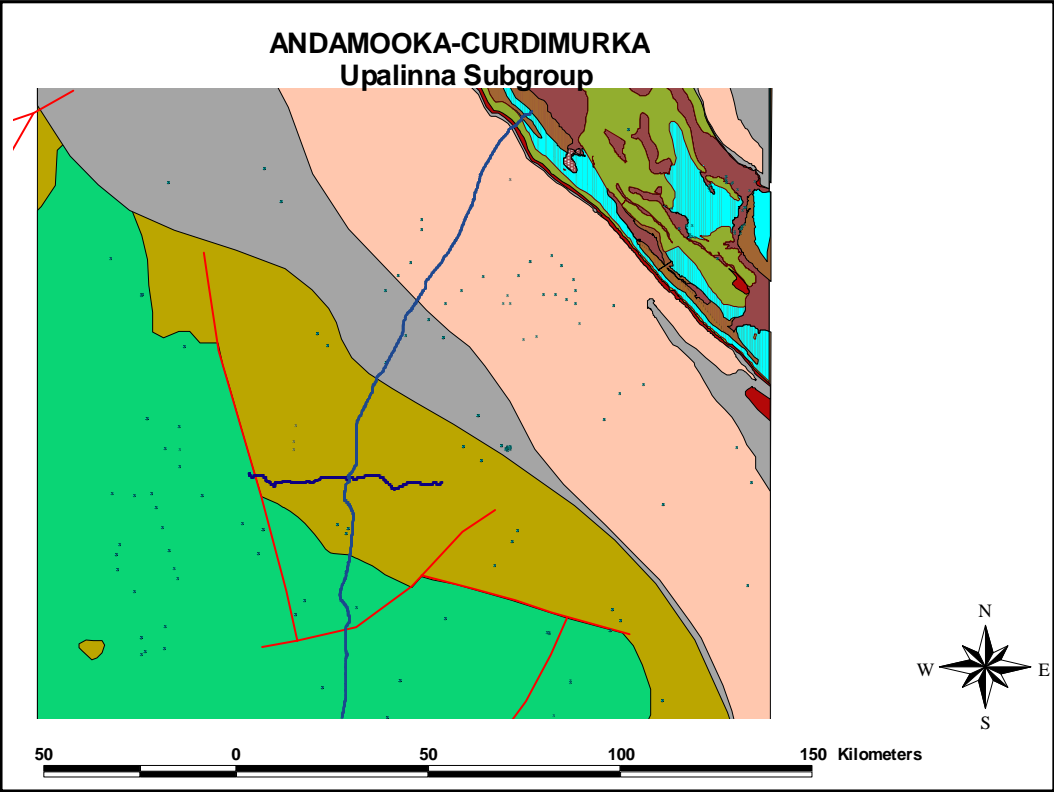 ANDAMOOKA-CURDIMURKA
Upalinna Subgroup
N
W E
S
50 0 50 100 150 Kilometers